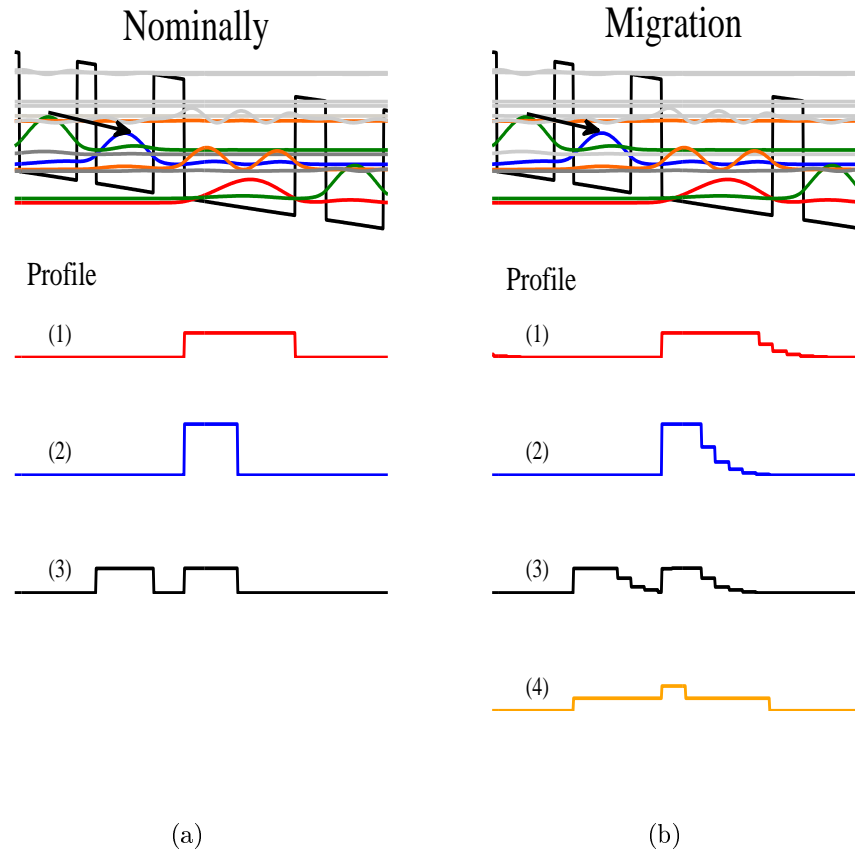 Nominally
Migration
Profile
Profile
(1)
(1)
(2)
(2)
(3)
(3)
(4)
(a)
(b)